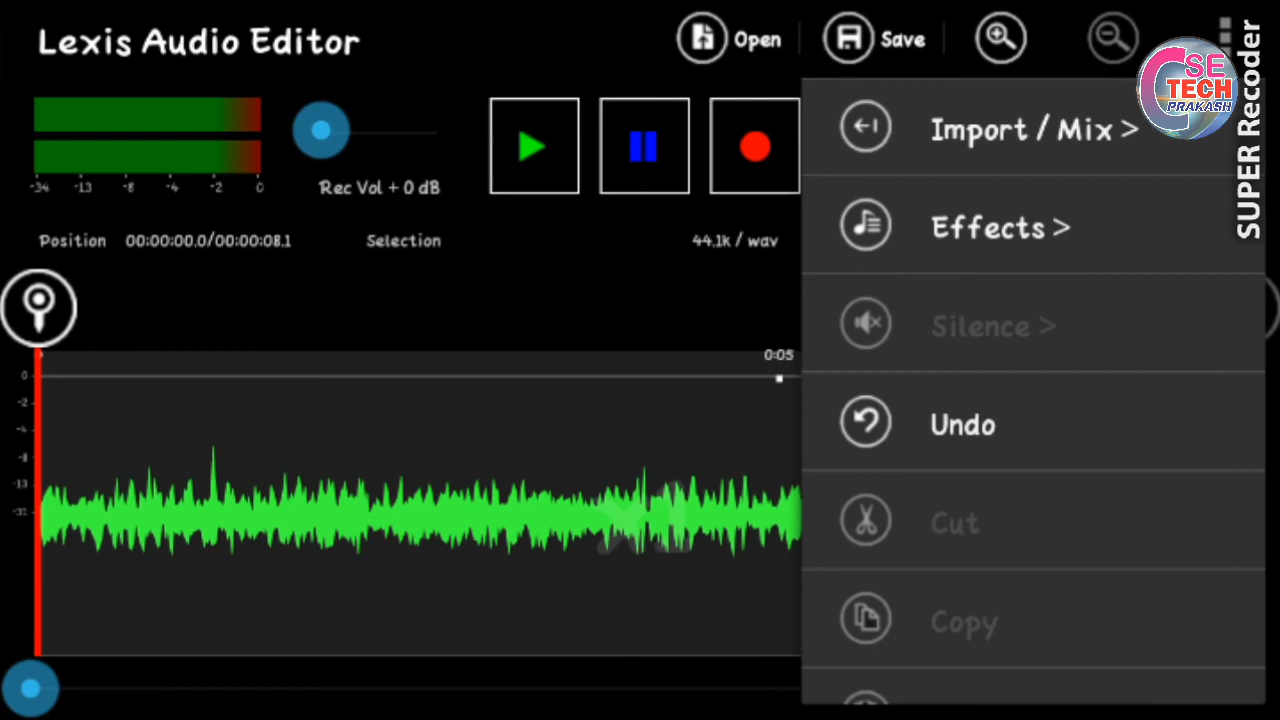 Lexis Audio Editor
Open
Save
CSE
TECH
PRAKASH
SUPER Recoder
-34 -13 -8 -4 -2 0
Rec Vol + 0 dB
Position 00:00:00.0/00:00:08.1 Selection 44.1k / wav
0:05
0
-2
-4
-8
-13
-31
x1
Import / Mix >
Effects >
Silence >
Undo
Cut
Copy